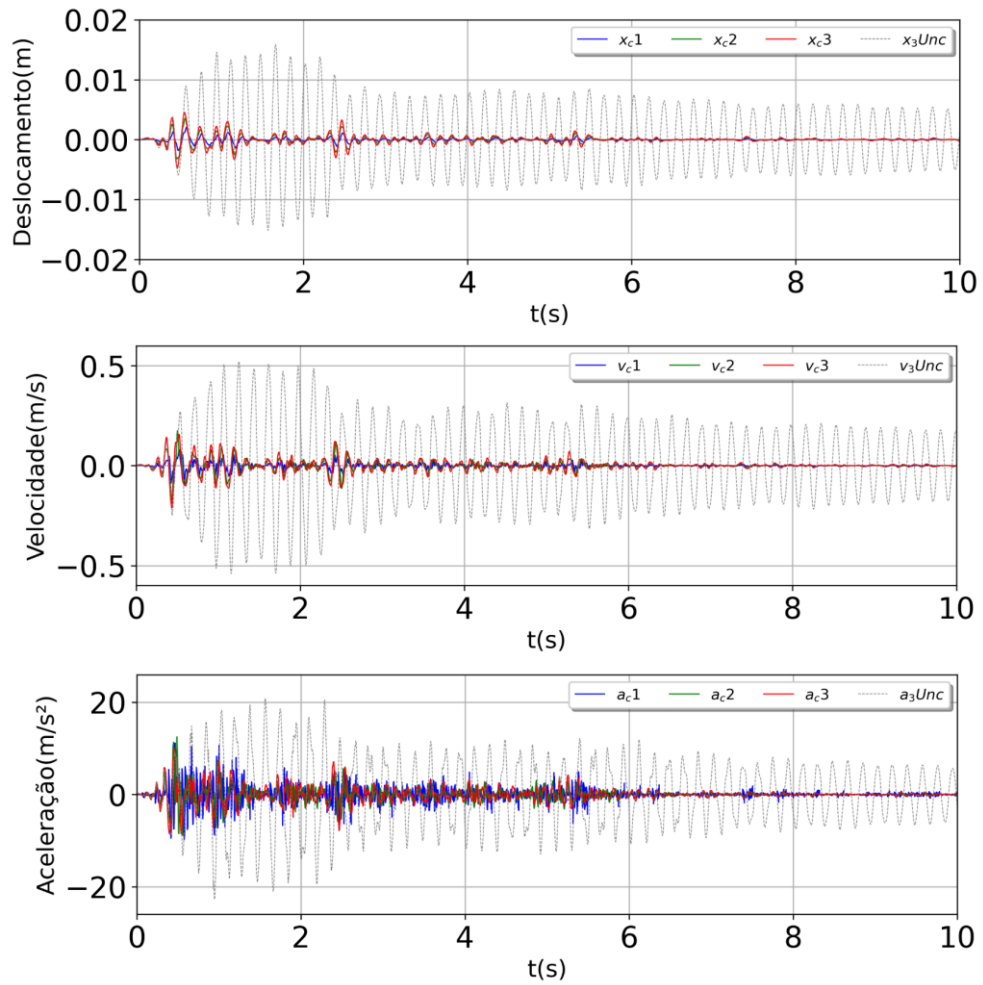 0.02
x_c1 x_c2 x_c3 x_3Unc
0.01
0.00
−0.01
−0.02
Deslocamento(m)
0 2 4 6 8 10
t(s)
v_c1 v_c2 v_c3 v_3Unc
0.5
0.0
−0.5
Velocidade(m/s)
0 2 4 6 8 10
t(s)
a_c1 a_c2 a_c3 a_3Unc
20
0
−20
Aceleração(m/s²)
0 2 4 6 8 10
t(s)